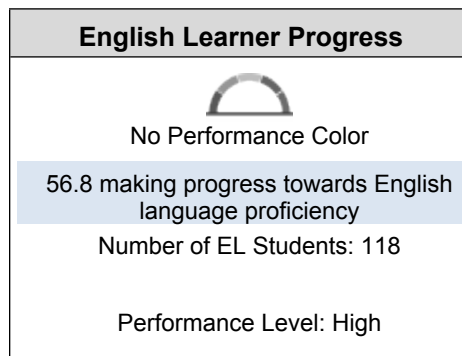 English Learner Progress
No Performance Color
56.8 making progress towards English
language proficiency
Number of EL Students: 118
Performance Level: High